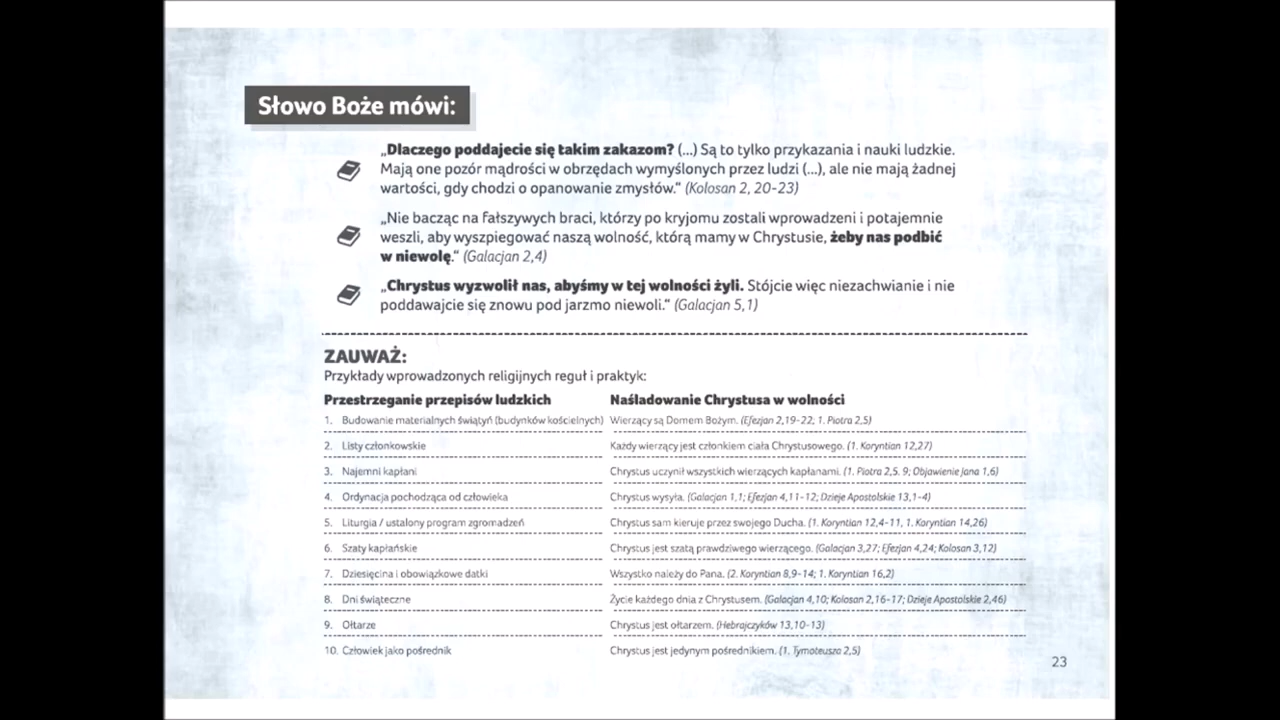 Słowo Boże mówi:
„Dlaczego poddajecie się takim zakazom? (...) Są to tylko przykazania i nauki ludzkie.
Mają one pozór mądrości w obrzędach wymyślonych przez ludzi (...), ale nie mają żadnej
wartości, gdy chodzi o opanowanie zmysłów.“ (Kolosan 2, 20-23)
„Nie bacząc na fałszywych braci, którzy po kryjomu zostali wprowadzeni i potajemnie
weszli, aby wyszpiegować naszą wolność, którą mamy w Chrystusie, żeby nas podbić
w niewolę.“ (Galacjan 2,4)
„Chrystus wyzwolił nas, abyśmy w tej wolności żyli. Stójcie więc niezachwianie i nie
poddawajcie się znowu pod jarzmo niewoli.“ (Galacjan 5,1)
ZAUWAŻ:
Przykłady wprowadzonych religijnych reguł i praktyk:
Przestrzeganie przepisów ludzkich Naśladowanie Chrystusa w wolności
1. Budowanie materialnych świątyń (budynków kościelnych) Wierzący są Domem Bożym. (Efezjan 2,19-22; 1. Piotra 2,5)
2. Listy członkowskie Każdy wierzący jest członkiem ciała Chrystusowego. (1. Koryntian 12,27)
3. Najemni kapłani Chrystus uczynił wszystkich wierzących kapłanami. (1. Piotra 2,5. 9; Objawienie Jana 1,6)
4. Ordynacja pochodząca od człowieka Chrystus wysyła. (Galacjan 1,1; Efezjan 4,11-12; Dzieje Apostolskie 13,1-4)
5. Liturgia / ustalony program zgromadzeń Chrystus sam kieruje przez swojego Ducha. (1. Koryntian 12,4-11, 1. Koryntian 14,26)
6. Szaty kapłańskie Chrystus jest szatą prawdziwego wierzącego. (Galacjan 3,27; Efezjan 4,24; Kolosan 3,12)
7. Dziesięcina i obowiązkowe datki Wszystko należy do Pana. (2. Koryntian 8,9-14; 1. Koryntian 16,2)
8. Dni świąteczne Życie każdego dnia z Chrystusem. (Galacjan 4,10; Kolosan 2,16-17; Dzieje Apostolskie 2,46)
9. Ołtarze Chrystus jest ołtarzem. (Hebrajczyków 13,10-13)
10. Człowiek jako pośrednik Chrystus jest jedynym pośrednikiem. (1. Tymoteusza 2,5)
23